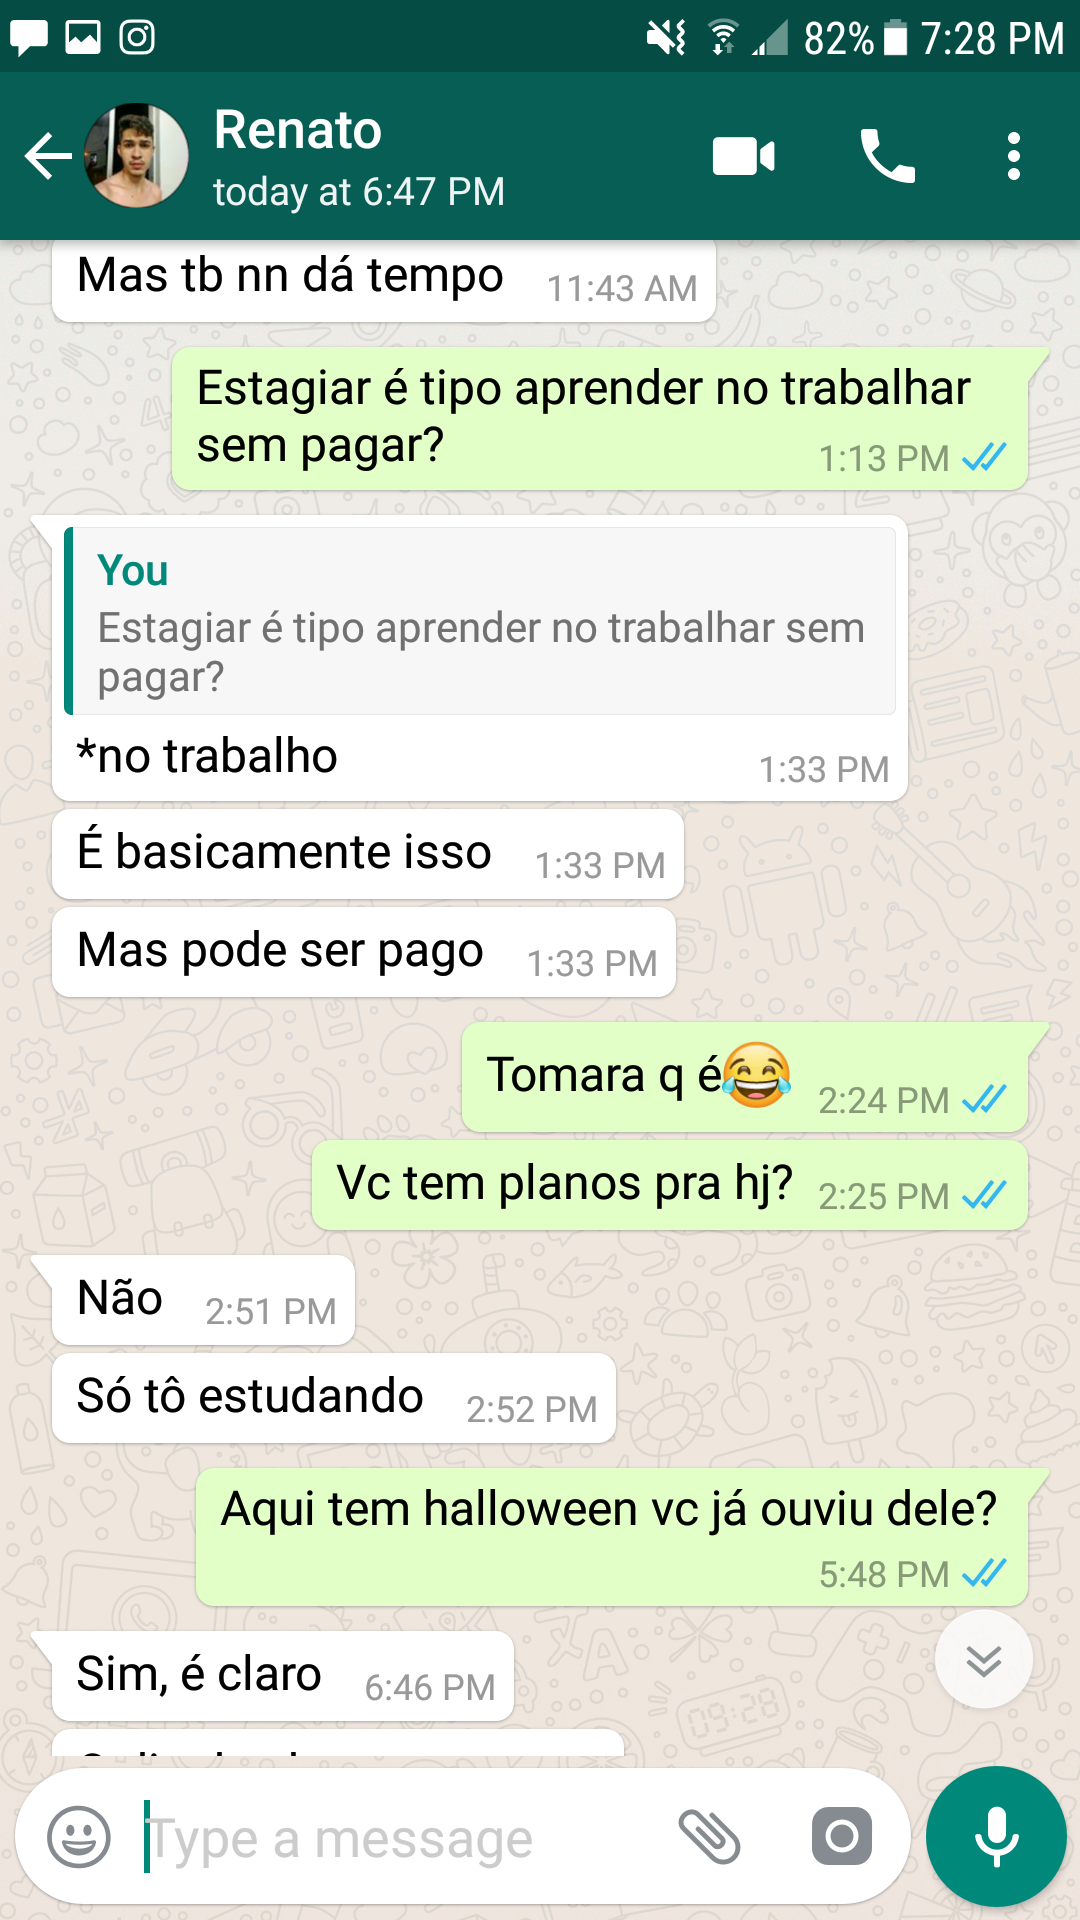 82% 7:28 PM
Renato
today at 6:47 PM
Mas tb nn dá tempo 11:43 AM
Estagiar é tipo aprender no trabalhar
sem pagar? 1:13 PM
You
Estagiar é tipo aprender no trabalhar sem
pagar?
*no trabalho 1:33 PM
É basicamente isso 1:33 PM
Mas pode ser pago 1:33 PM
Tomara q é😂 2:24 PM
Vc tem planos pra hj? 2:25 PM
Não 2:51 PM
Só tô estudando 2:52 PM
Aqui tem halloween vc já ouviu dele?
5:48 PM
Sim, é claro 6:46 PM
Type a message